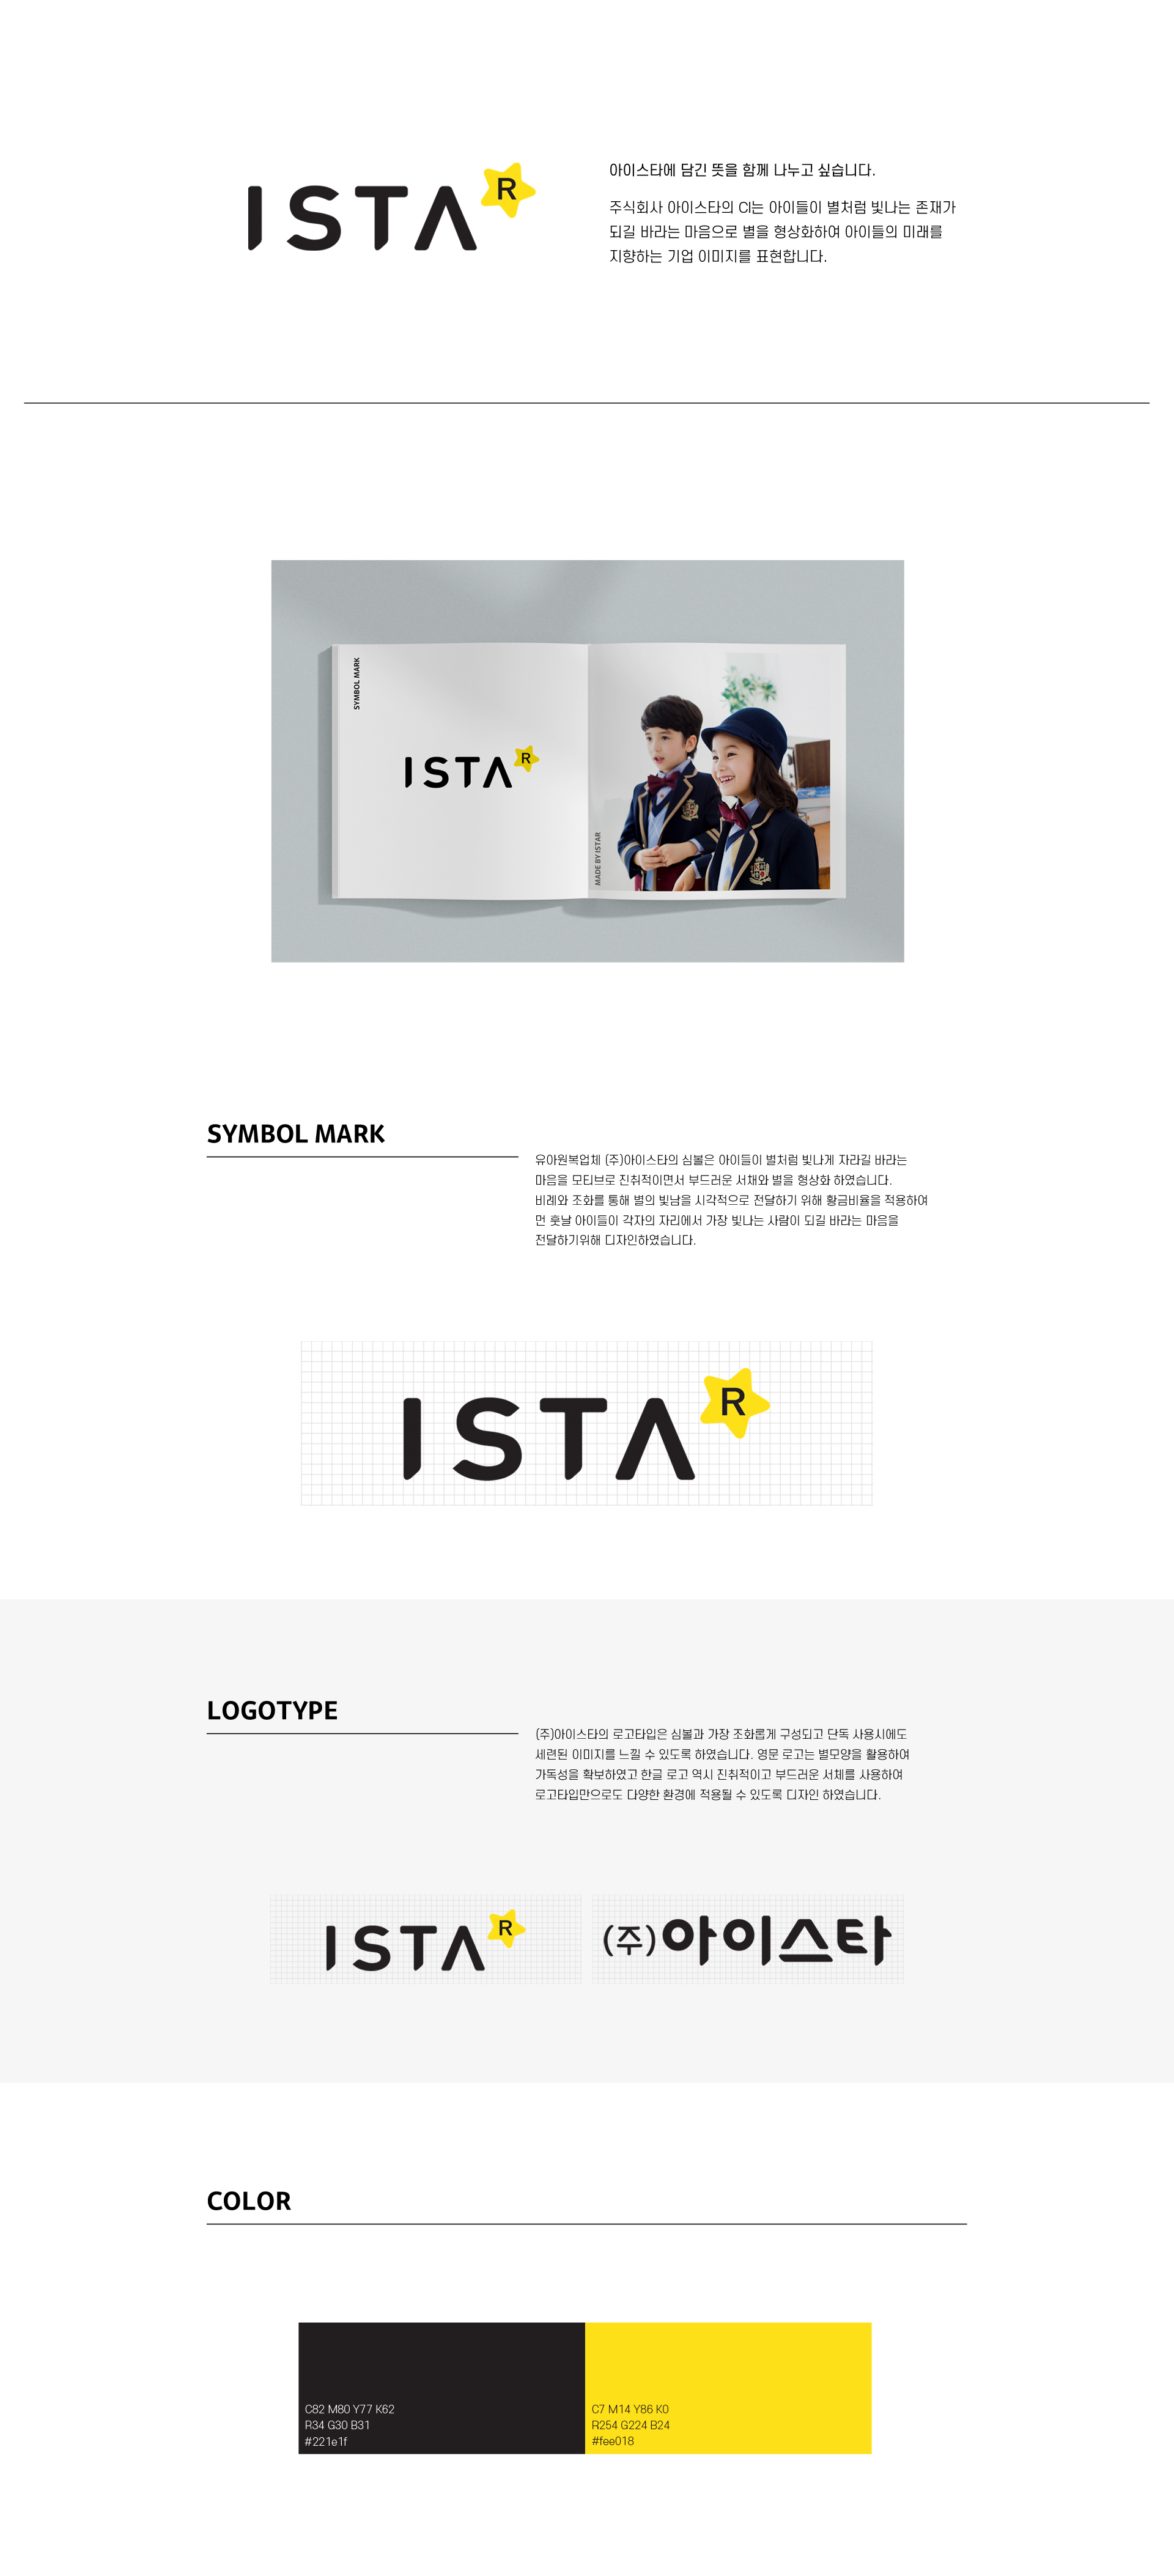 ISTAR
아이스타에 담긴 뜻을 함께 나누고 싶습니다.
주식회사 아이스타의 CI는 아이들이 별처럼 빛나는 존재가
되길 바라는 마음으로 별을 형상화하여 아이들의 미래를
지향하는 기업 이미지를 표현합니다.
SYMBOL MARK
ISTAR
MADE BY ISTAR
SYMBOL MARK
유아원복업체 (주)아이스타의 심볼은 아이들이 별처럼 빛나게 자라길 바라는
마음을 모티브로 진취적이면서 부드러운 서채와 별을 형상화 하였습니다.
비례와 조화를 통해 별의 빛남을 시각적으로 전달하기 위해 황금비율을 적용하여
먼 훗날 아이들이 각자의 자리에서 가장 빛나는 사람이 되길 바라는 마음을
전달하기위해 디자인하였습니다.
ISTAR
LOGOTYPE
(주)아이스타의 로고타입은 심볼과 가장 조화롭게 구성되고 단독 사용시에도
세련된 이미지를 느낄 수 있도록 하였습니다. 영문 로고는 별모양을 활용하여
가독성을 확보하였고 한글 로고 역시 진취적이고 부드러운 서체를 사용하여
로고타입만으로도 다양한 환경에 적용될 수 있도록 디자인 하였습니다.
ISTAR
(주)아이스타
COLOR
C82 M80 Y77 K62
R34 G30 B31
#221e1f
C7 M14 Y86 K0
R254 G224 B24
#fee018